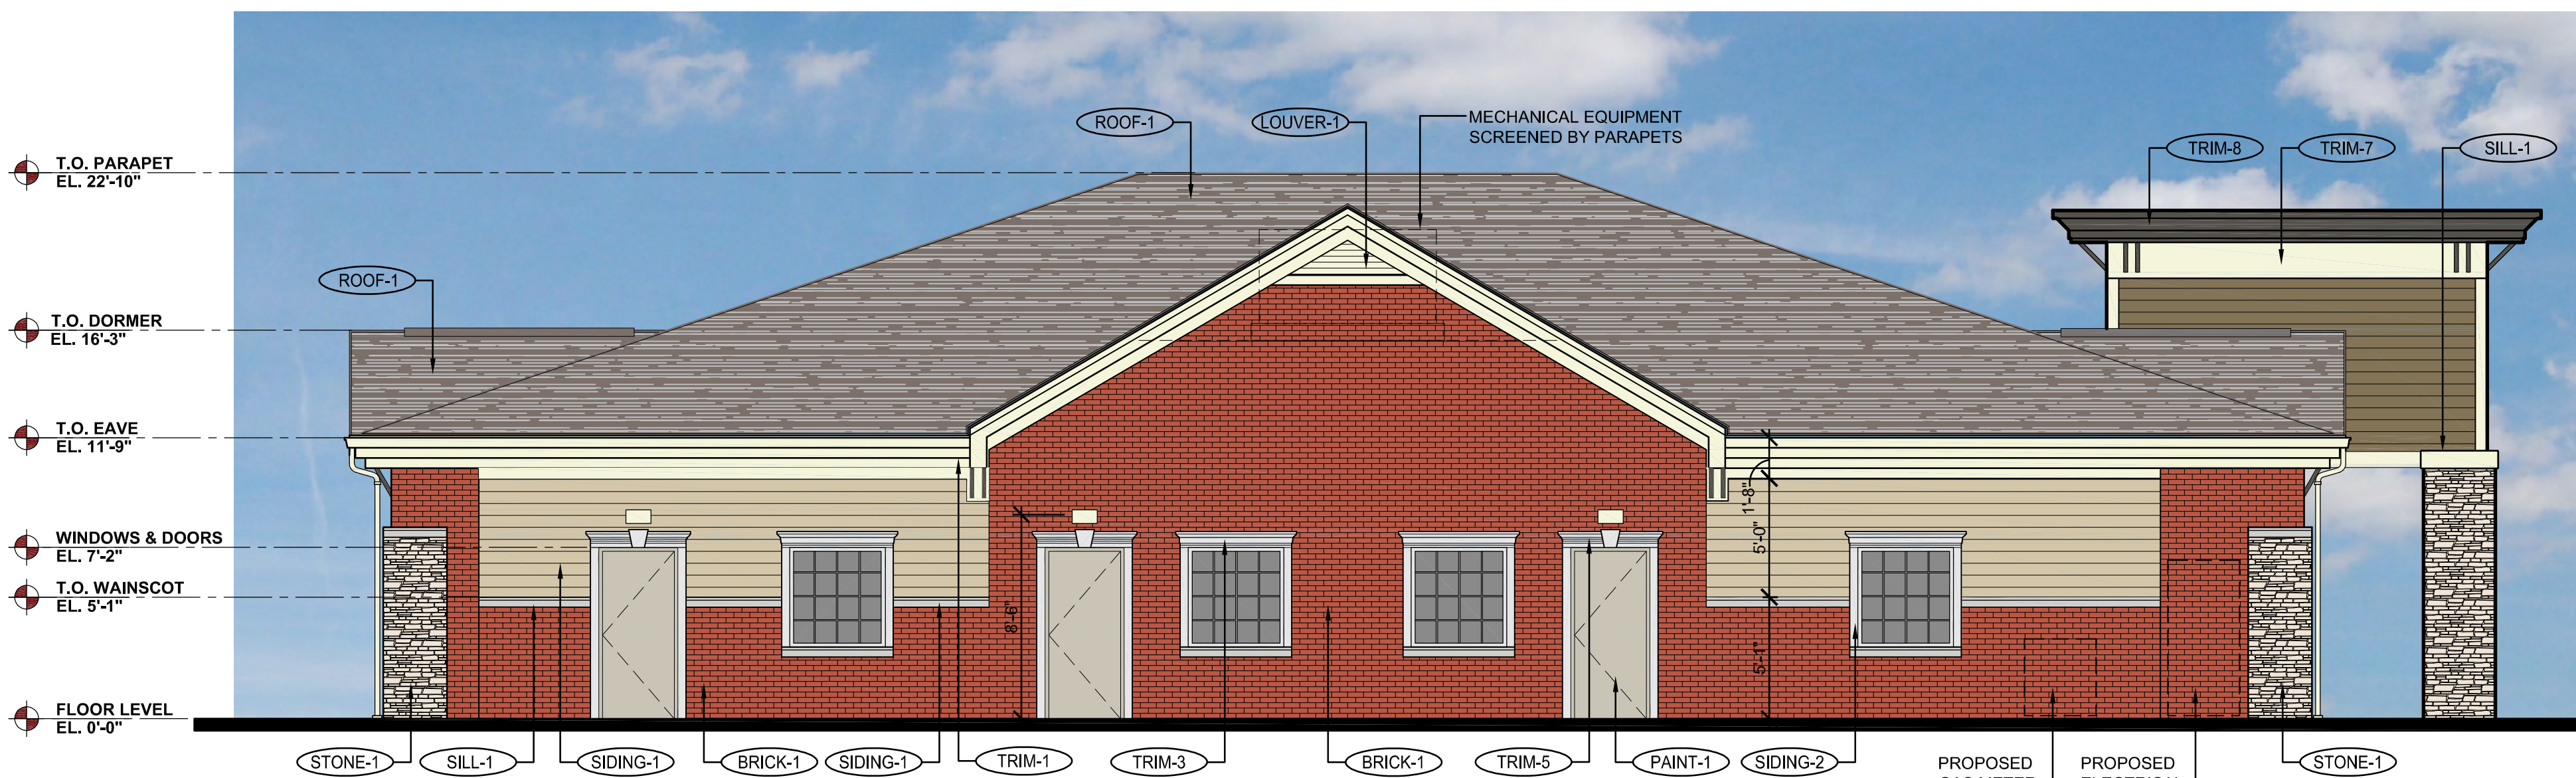 MECHANICAL EQUIPMENT
SCREENED BY PARAPETS
ROOF-1
LOUVER-1
TRIM-8
TRIM-7
SILL-1
T.O. PARAPET
EL. 22'-10"
ROOF-1
T.O. DORMER
EL. 16'-3"
T.O. EAVE
EL. 11'-9"
1'-8"
WINDOWS & DOORS
EL. 7'-2"
5'-0"
T.O. WAINSCOT
EL. 5'-1"
8'-6"
5'-1"
FLOOR LEVEL
EL. 0'-0"
STONE-1
SILL-1
SIDING-1
BRICK-1
SIDING-1
TRIM-1
TRIM-3
BRICK-1
TRIM-5
PAINT-1
SIDING-2
PROPOSED
PROPOSED
STONE-1